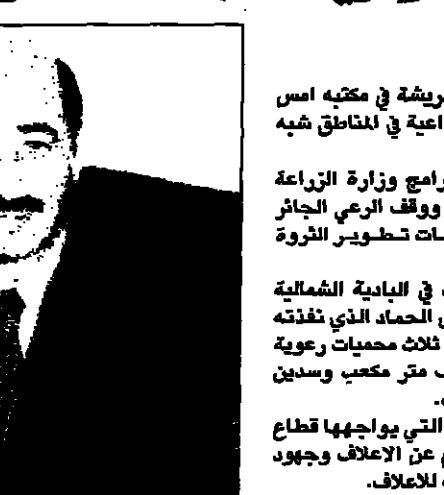 ريشة في مكتبه امس
اعية في المناطق شبه
رامج وزارة الزراعة
ووقف الرعي الجائر
ات تطوير الثروة
في البادية الشمالية
الحماد الذي نفذته
ثلاث محميات رعوية
متر مكعب وسدين
التي يواجهها قطاع
عن الاعلاف وجهود
للاعلاف.